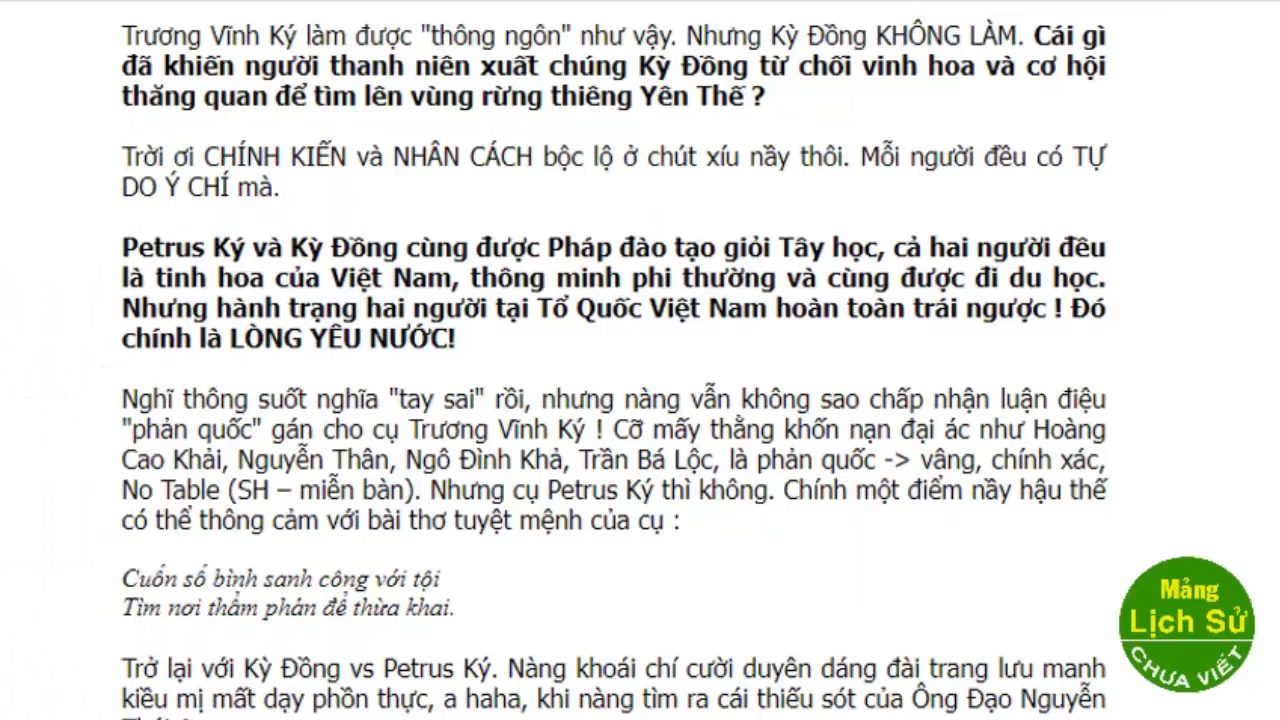 Trương Vĩnh Ký làm được "thông ngôn" như vậy. Nhưng Kỳ Đồng KHÔNG LÀM. Cái gì
đã khiến người thanh niên xuất chúng Kỳ Đồng từ chối vinh hoa và cơ hội
thăng quan để tìm lên vùng rừng thiêng Yên Thế ?
Trời ơi CHÍNH KIẾN và NHÂN CÁCH bộc lộ ở chút xíu nầy thôi. Mỗi người đều có TỰ
DO Ý CHÍ mà.
Petrus Ký và Kỳ Đồng cùng được Pháp đào tạo giỏi Tây học, cả hai người đều
là tinh hoa của Việt Nam, thông minh phi thường và cùng được đi du học.
Nhưng hành trạng hai người tại Tổ Quốc Việt Nam hoàn toàn trái ngược ! Đó
chính là LÒNG YÊU NƯỚC!
Nghĩ thông suốt nghĩa "tay sai" rồi, nhưng nàng vẫn không sao chấp nhận luận điệu
"phản quốc" gán cho cụ Trương Vĩnh Ký ! Cỡ mấy thằng khốn nạn đại ác như Hoàng
Cao Khải, Nguyễn Thân, Ngô Đình Khả, Trần Bá Lộc, là phản quốc -> vâng, chính xác,
No Table (SH – miễn bàn). Nhưng cụ Petrus Ký thì không. Chính một điểm nầy hậu thế
có thể thông cảm với bài thơ tuyệt mệnh của cụ :
Cuốn sổ bình sanh công với tội
Tìm nơi thẩm phán để thừa khai.
Trở lại với Kỳ Đồng vs Petrus Ký. Nàng khoái chí cười duyên dáng đài trang lưu manh
kiều mị mất dạy phồn thực, a haha, khi nàng tìm ra cái thiếu sót của Ông Đạo Nguyễn
Mảng
Lịch Sử
CHƯA VIẾT